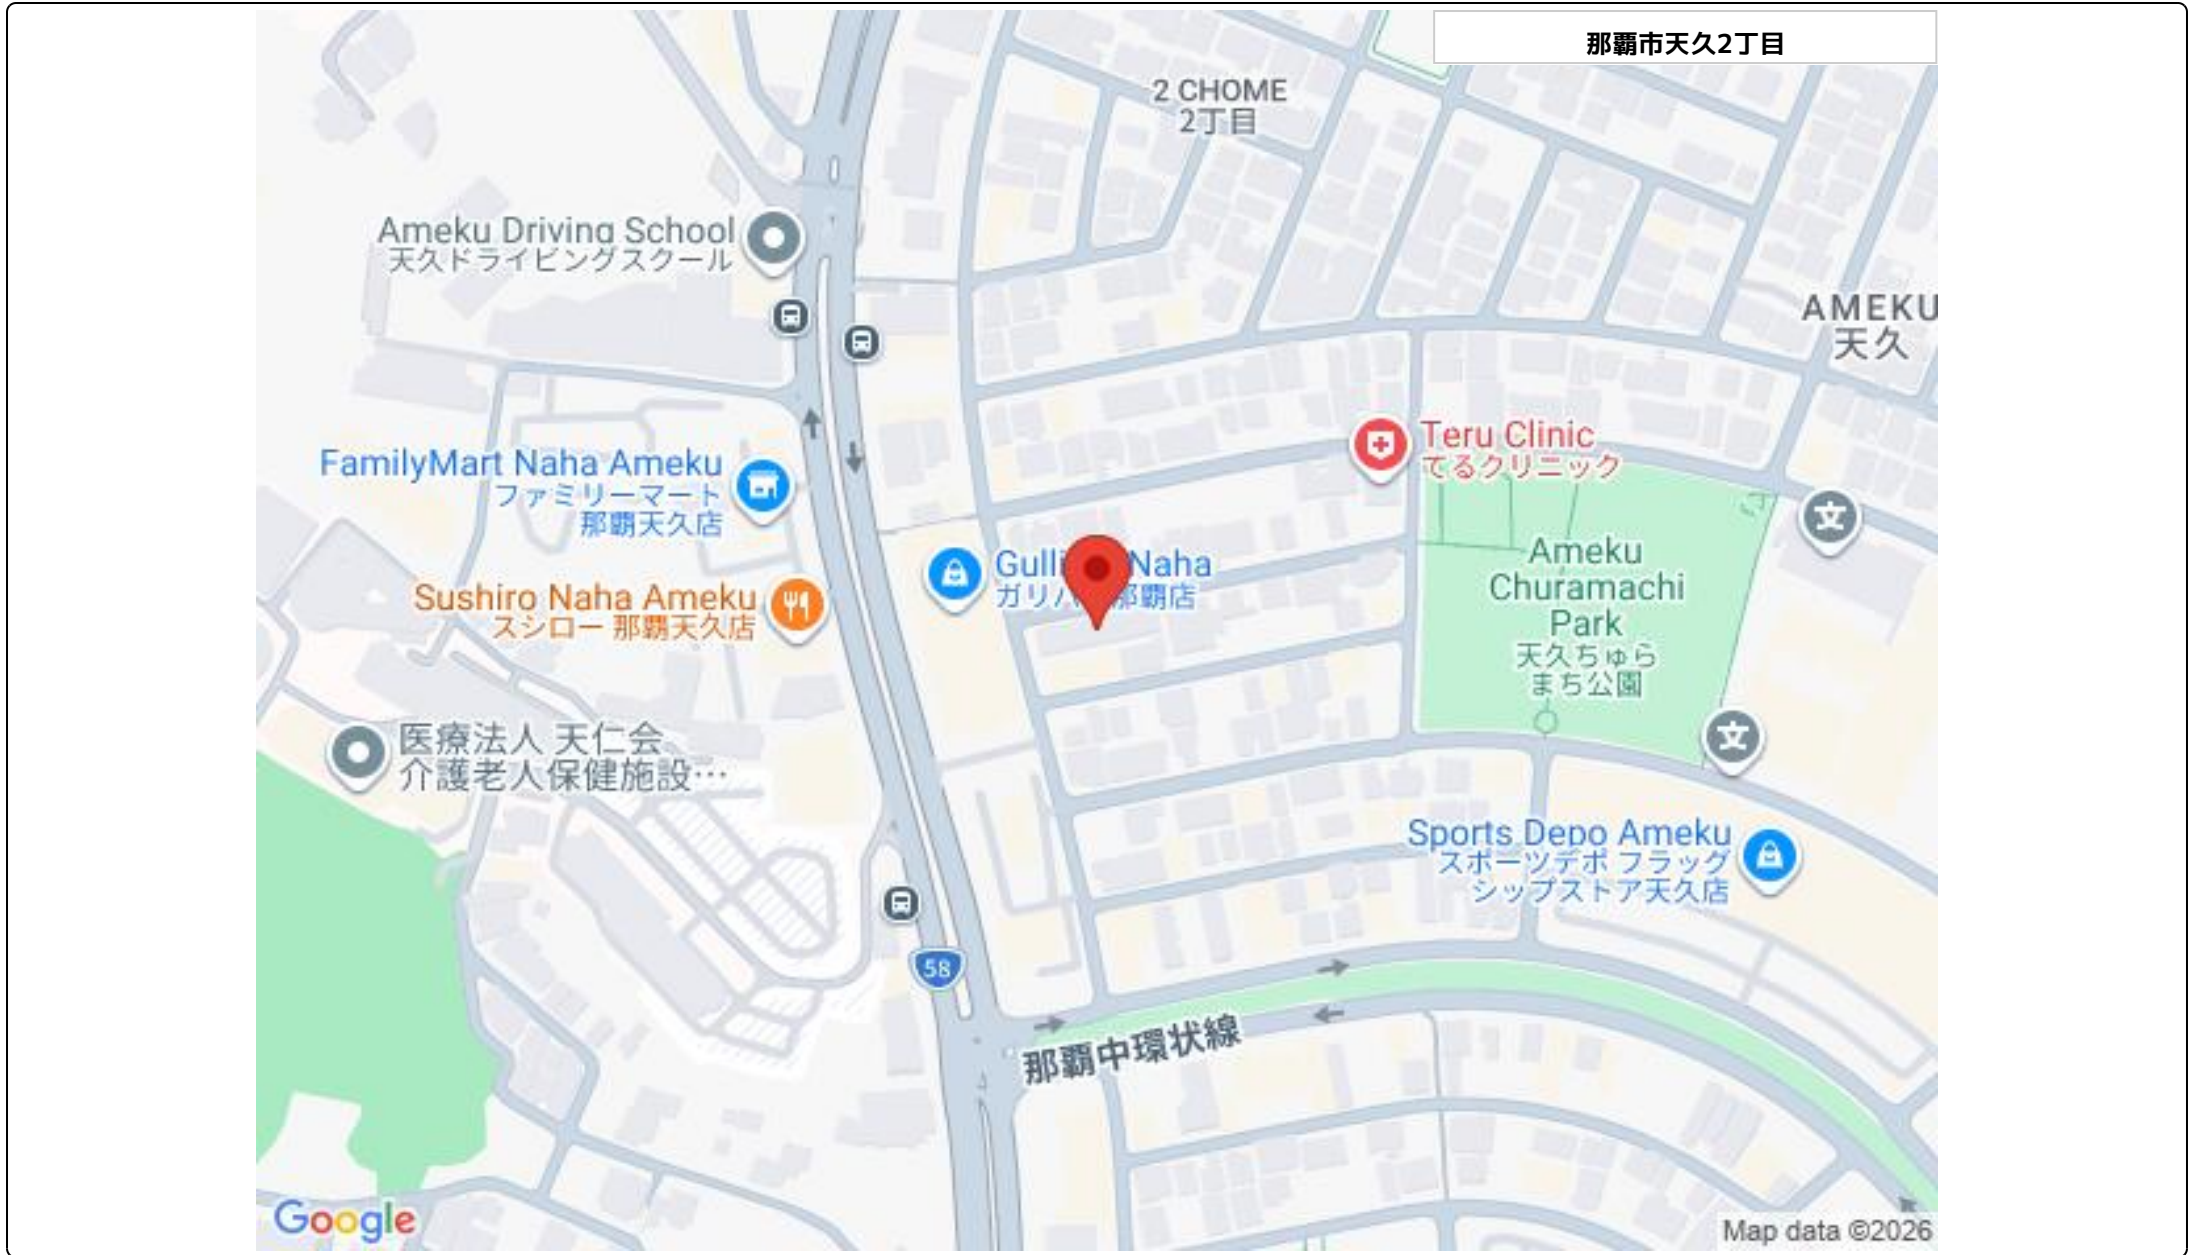 那覇市天久2丁目
2 CHOME
2丁目
Ameku Driving School
天久ドライビングスクール
AMEKU
天久
FamilyMart Naha Ameku
ファミリーマート
那覇天久店
Teru Clinic
てるクリニック
Naha
那覇店
Sushiro Naha Ameku
スシロー 那覇天久店
Ameku
Churamachi
Park
天久ちゅら
まち公園
文
文
医療法人 天仁会
介護老人保健施設…
Sports Depo Ameku
スポーツデポ フラッグ
シップストア天久店
58
那覇中環状線
Google
Map data ©2026